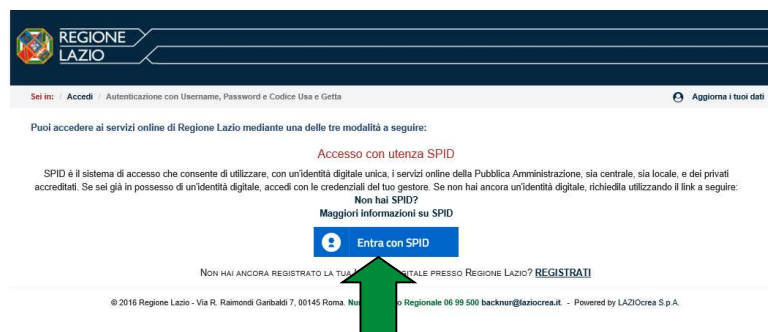 REGIONE
LAZIO
Sei in: / Accedi / Autenticazione con Username, Password e Codice Usa e Getta
Aggiorna i tuoi dati
Puoi accedere ai servizi online di Regione Lazio mediante una delle tre modalità a seguire:
Accesso con utenza SPID
SPID è il sistema di accesso che consente di utilizzare, con un'identità digitale unica, i servizi online della Pubblica Amministrazione, sia centrale, sia locale, e dei privati
accreditati. Se sei già in possesso di un'identità digitale, accedi con le credenziali del tuo gestore. Se non hai ancora un'identità digitale, richiedila utilizzando il link a seguire:
Non hai SPID?
Maggiori informazioni su SPID
Entra con SPID
NON HAI ANCORA REGISTRATO LA TUA PRESSO REGIONE LAZIO? REGISTRATI
© 2016 Regione Lazio - Via R. Raimondi Garibaldi 7, 00145 Roma. Regionale 06 99 500 backnur@laziocrea.it. - Powered by LAZIOcrea S.p.A.